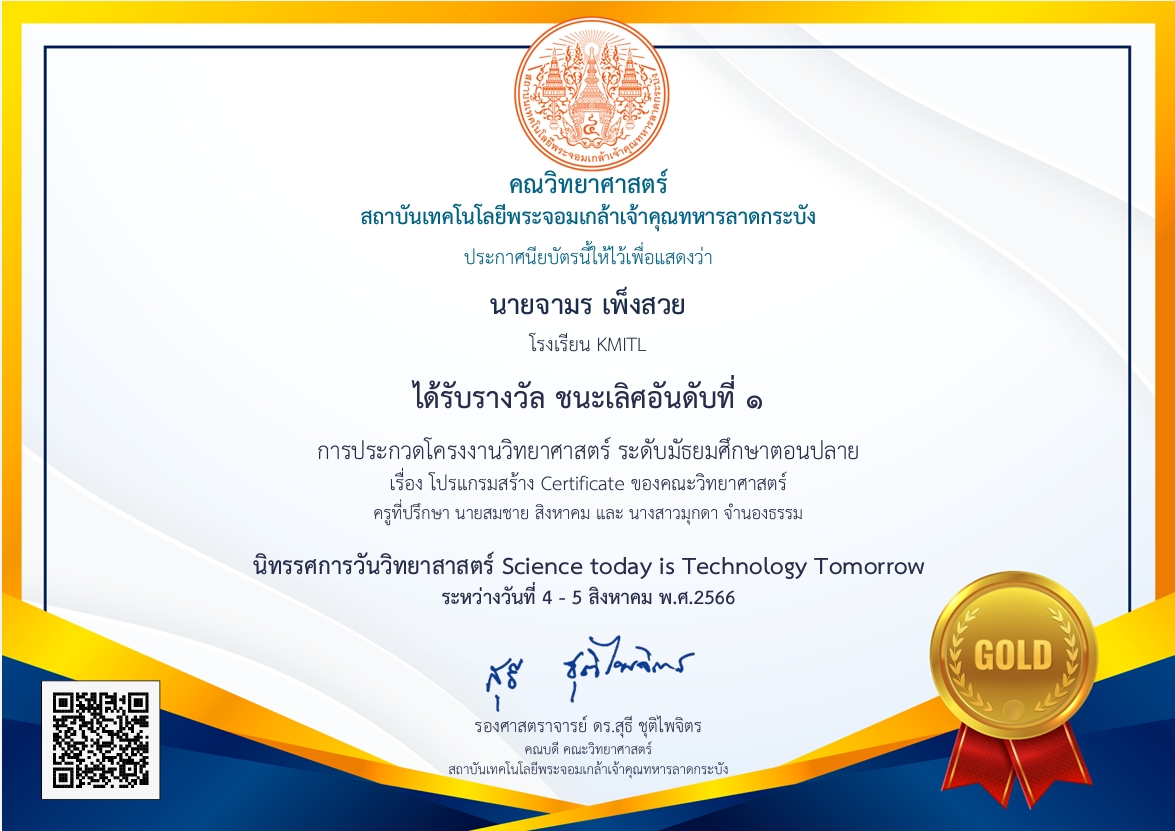 สถาบันเทคโนโลยีพระจอมเกล้าเจ้าคุณทหารลาดกระบัง
๔
คณวิทยาศาสตร์
สถาบันเทคโนโลยีพระจอมเกล้าเจ้าคุณทหารลาดกระบัง
ประกาศนียบัตรนี้ให้ไว้เพื่อแสดงว่า
นายจามร เพ็งสวย
โรงเรียน KMITL
ได้รับรางวัล ชนะเลิศอันดับที่ ๑
การประกวดโครงงานวิทยาศาสตร์ ระดับมัธยมศึกษาตอนปลาย
เรื่อง โปรแกรมสร้าง Certificate ของคณะวิทยาศาสตร์
ครูที่ปรึกษา นายสมชาย สิงหาคม และ นางสาวมุกดา จำนองธรรม
นิทรรศการวันวิทยาสาสตร์ Science today is Technology Tomorrow
ระหว่างวันที่ 4 - 5 สิงหาคม พ.ศ.2566
GOLD
สุธี ชุติไพจิตร
รองศาสตราจารย์ ดร.สุธี ชุติไพจิตร
คณบดี คณะวิทยาศาสตร์
สถาบันเทคโนโลยีพระจอมเกล้าเจ้าคุณทหารลาดกระบัง